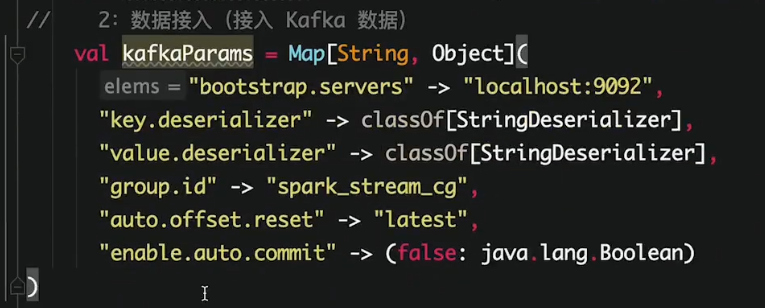 // 2：数据接入（接入 Kafka 数据）
val kafkaParams = Map[String, Object](
elems = "bootstrap.servers" -> "localhost:9092",
"key.deserializer" -> classOf[StringDeserializer],
"value.deserializer" -> classOf[StringDeserializer],
"group.id" -> "spark_stream_cg",
"auto.offset.reset" -> "latest",
"enable.auto.commit" -> (false: java.lang.Boolean)
)